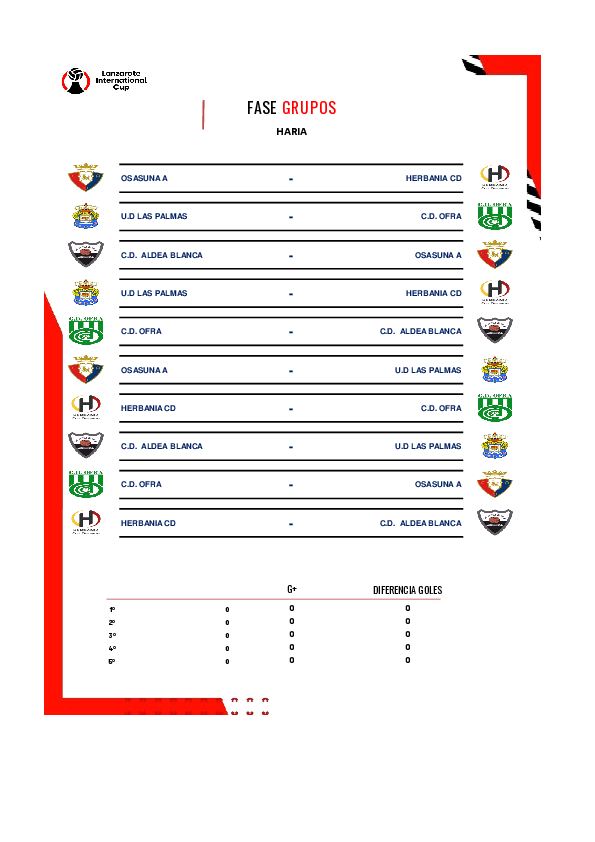 Lanzarote
International
Cup
FASE GRUPOS
HARIA
OSASUNA A - HERBANIA CD
U.D LAS PALMAS - C.D. OFRA
C.D. ALDEA BLANCA - OSASUNA A
U.D LAS PALMAS - HERBANIA CD
C.D. OFRA - C.D. ALDEA BLANCA
OSASUNA A - U.D LAS PALMAS
HERBANIA CD - C.D. OFRA
C.D. ALDEA BLANCA - U.D LAS PALMAS
C.D. OFRA - OSASUNA A
HERBANIA CD - C.D. ALDEA BLANCA
G+ DIFERENCIA GOLES
1º 0 0 0
2º 0 0 0
3º 0 0 0
4º 0 0 0
5º 0 0 0